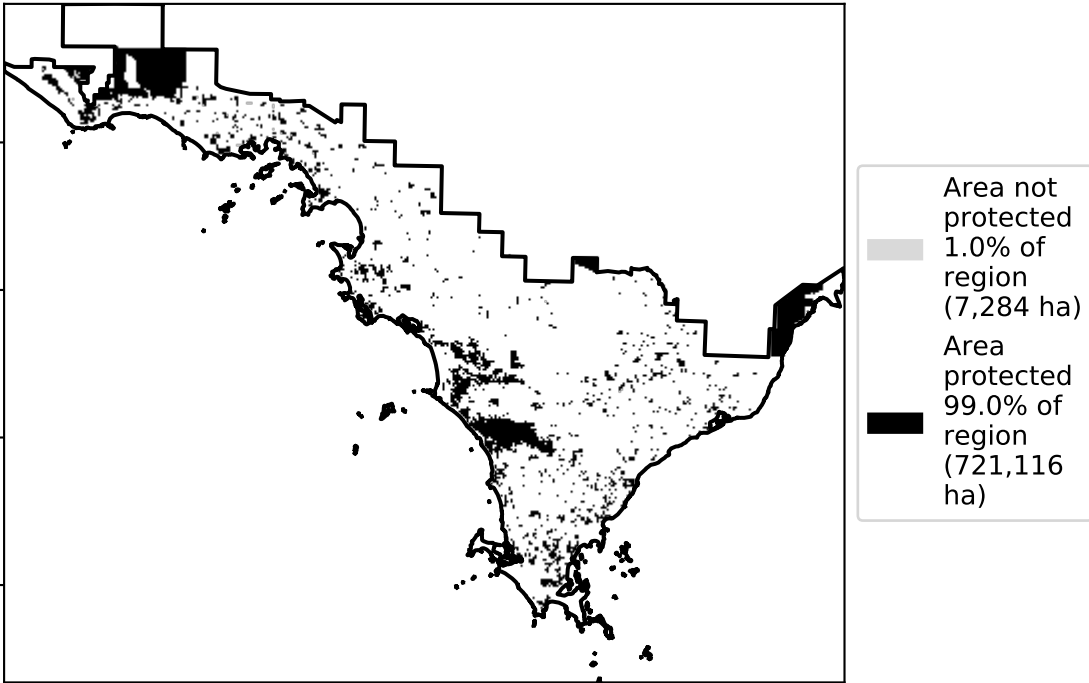 Area not
protected
1.0% of
region
(7,284 ha)
Area
protected
99.0% of
region
(721,116
ha)